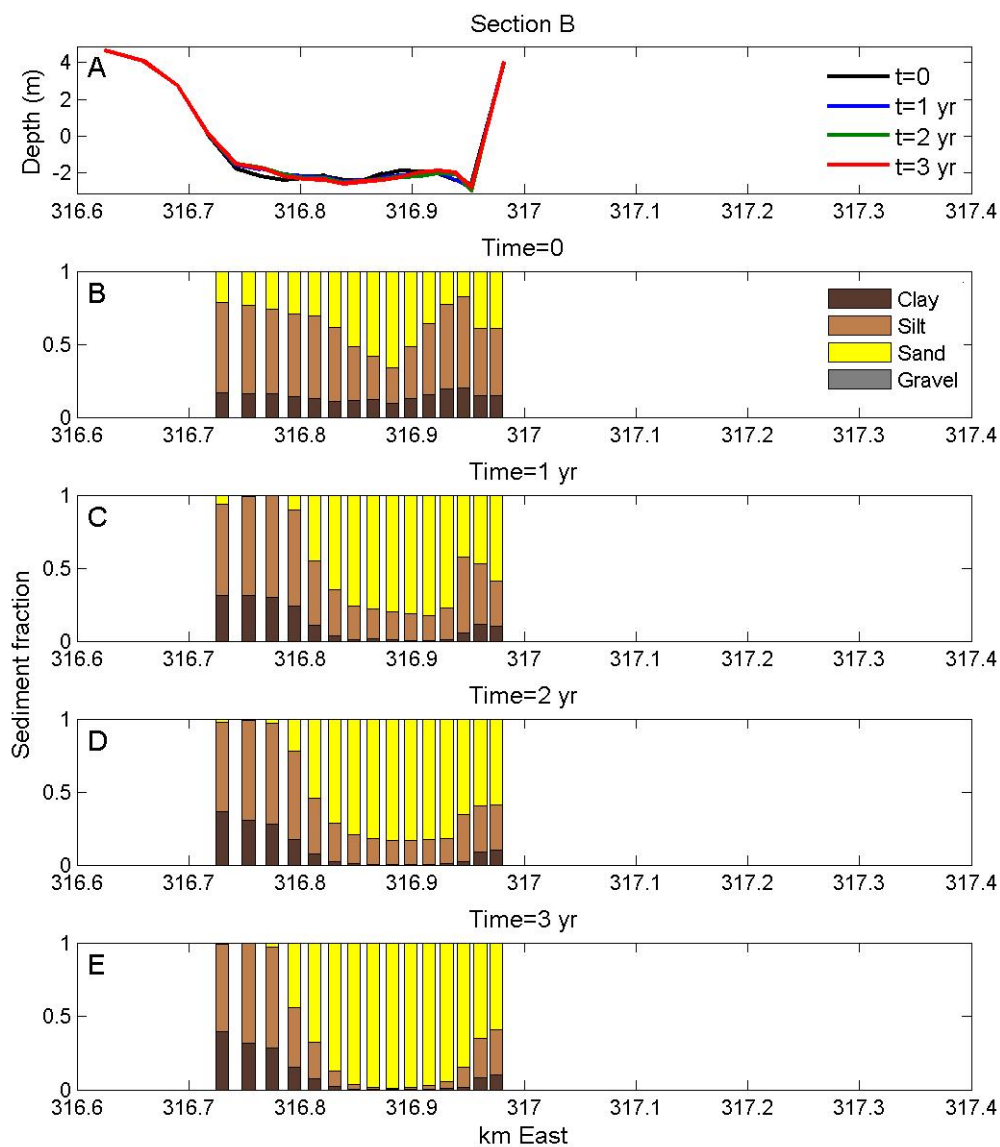 Section B
A
Depth (m)
4
2
0
-2
t=0
t=1 yr
t=2 yr
t=3 yr
316.6 316.7 316.8 316.9 317 317.1 317.2 317.3 317.4
Time=0
B
1
0.5
0
Clay
Silt
Sand
Gravel
316.6 316.7 316.8 316.9 317 317.1 317.2 317.3 317.4
Time=1 yr
C
1
0.5
0
316.6 316.7 316.8 316.9 317 317.1 317.2 317.3 317.4
Sediment fraction
Time=2 yr
D
1
0.5
0
316.6 316.7 316.8 316.9 317 317.1 317.2 317.3 317.4
Time=3 yr
E
1
0.5
0
316.6 316.7 316.8 316.9 317 317.1 317.2 317.3 317.4
km East